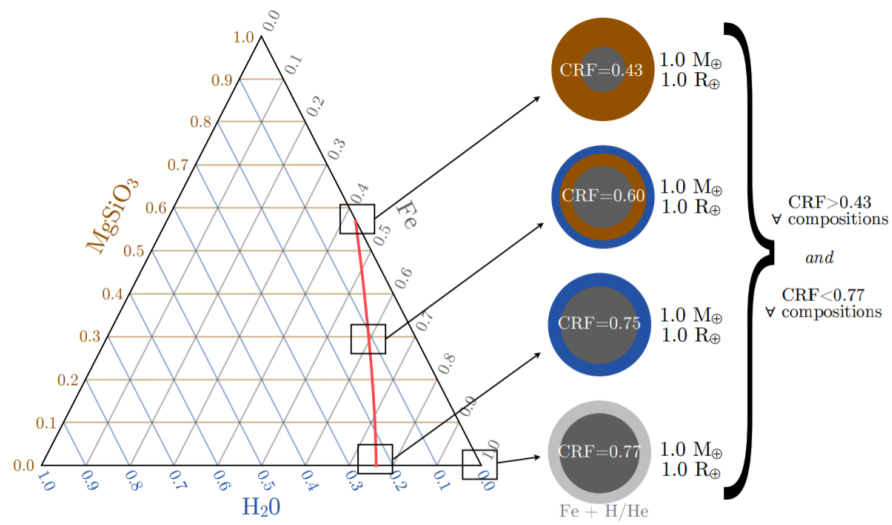 0.0
1.0
0.1
0.9
0.2
0.8
0.3
0.7
0.4
0.6
Fe
MgSiO3
0.5
0.5
0.4
0.6
0.3
0.7
0.2
0.8
0.1
0.9
0.0
1.0
1.0
0.9
0.8
0.7
0.6
0.5
0.4
0.3
0.2
0.1
0.0
H20
CRF=0.43
1.0 M⊕
1.0 R⊕
CRF=0.60
1.0 M⊕
1.0 R⊕
CRF=0.75
1.0 M⊕
1.0 R⊕
CRF=0.77
1.0 M⊕
1.0 R⊕
Fe + H/He
CRF>0.43
∀ compositions
and
CRF<0.77
∀ compositions